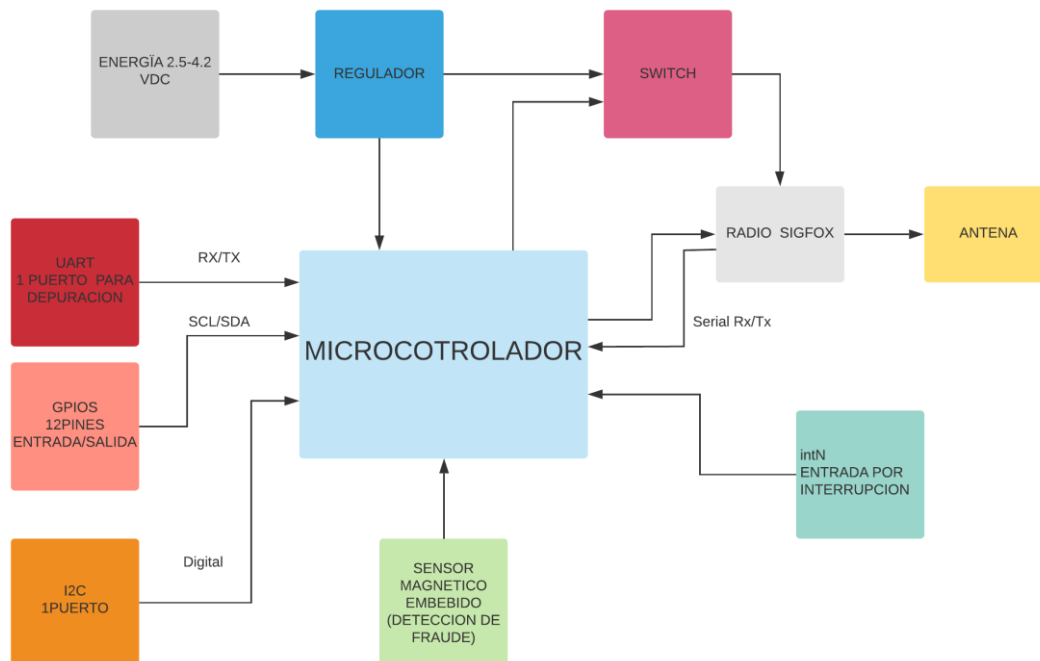 ENERGÏA 2.5-4.2
VDC
REGULADOR
SWITCH
RADIO SIGFOX
ANTENA
UART
1 PUERTO PARA
DEPURACION
RX/TX
SCL/SDA
MICROCOTROLADOR
Serial Rx/Tx
GPIOS
12PINES
ENTRADA/SALIDA
intN
ENTRADA POR
INTERRUPCION
I2C
1PUERTO
Digital
SENSOR
MAGNETICO
EMBEBIDO
(DETECCION DE
FRAUDE)